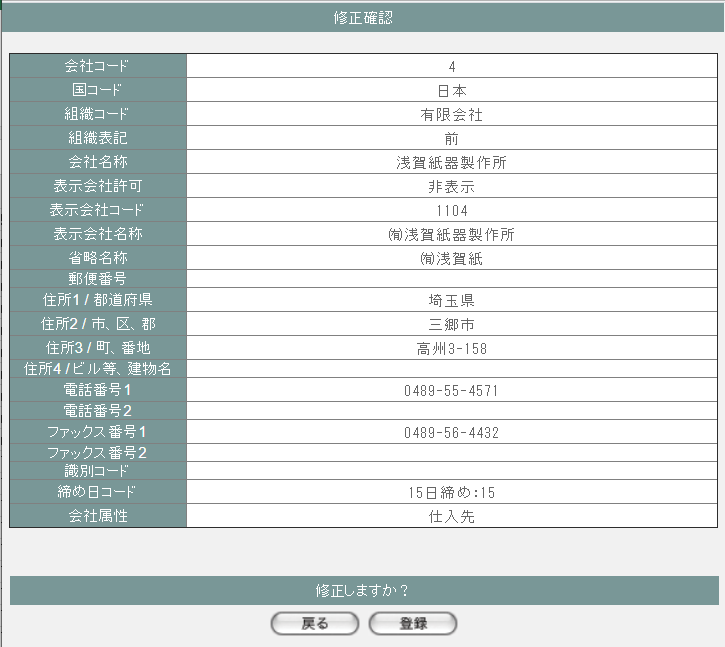 修正確認
会社コード 4
国コード 日本
組織コード 有限会社
組織表記 前
会社名称 浅賀紙器製作所
表示会社許可 非表示
表示会社コード 1104
表示会社名称 ㈲浅賀紙器製作所
省略名称 ㈲浅賀紙
郵便番号
住所1 / 都道府県 埼玉県
住所2 / 市、区、郡 三郷市
住所3 / 町、番地 高州3-158
住所4 /ビル等、建物名
電話番号1 0489-55-4571
電話番号2
ファックス番号1 0489-56-4432
ファックス番号2
識別コード
締め日コード 15日締め:15
会社属性 仕入先
修正しますか?
戻る 登録